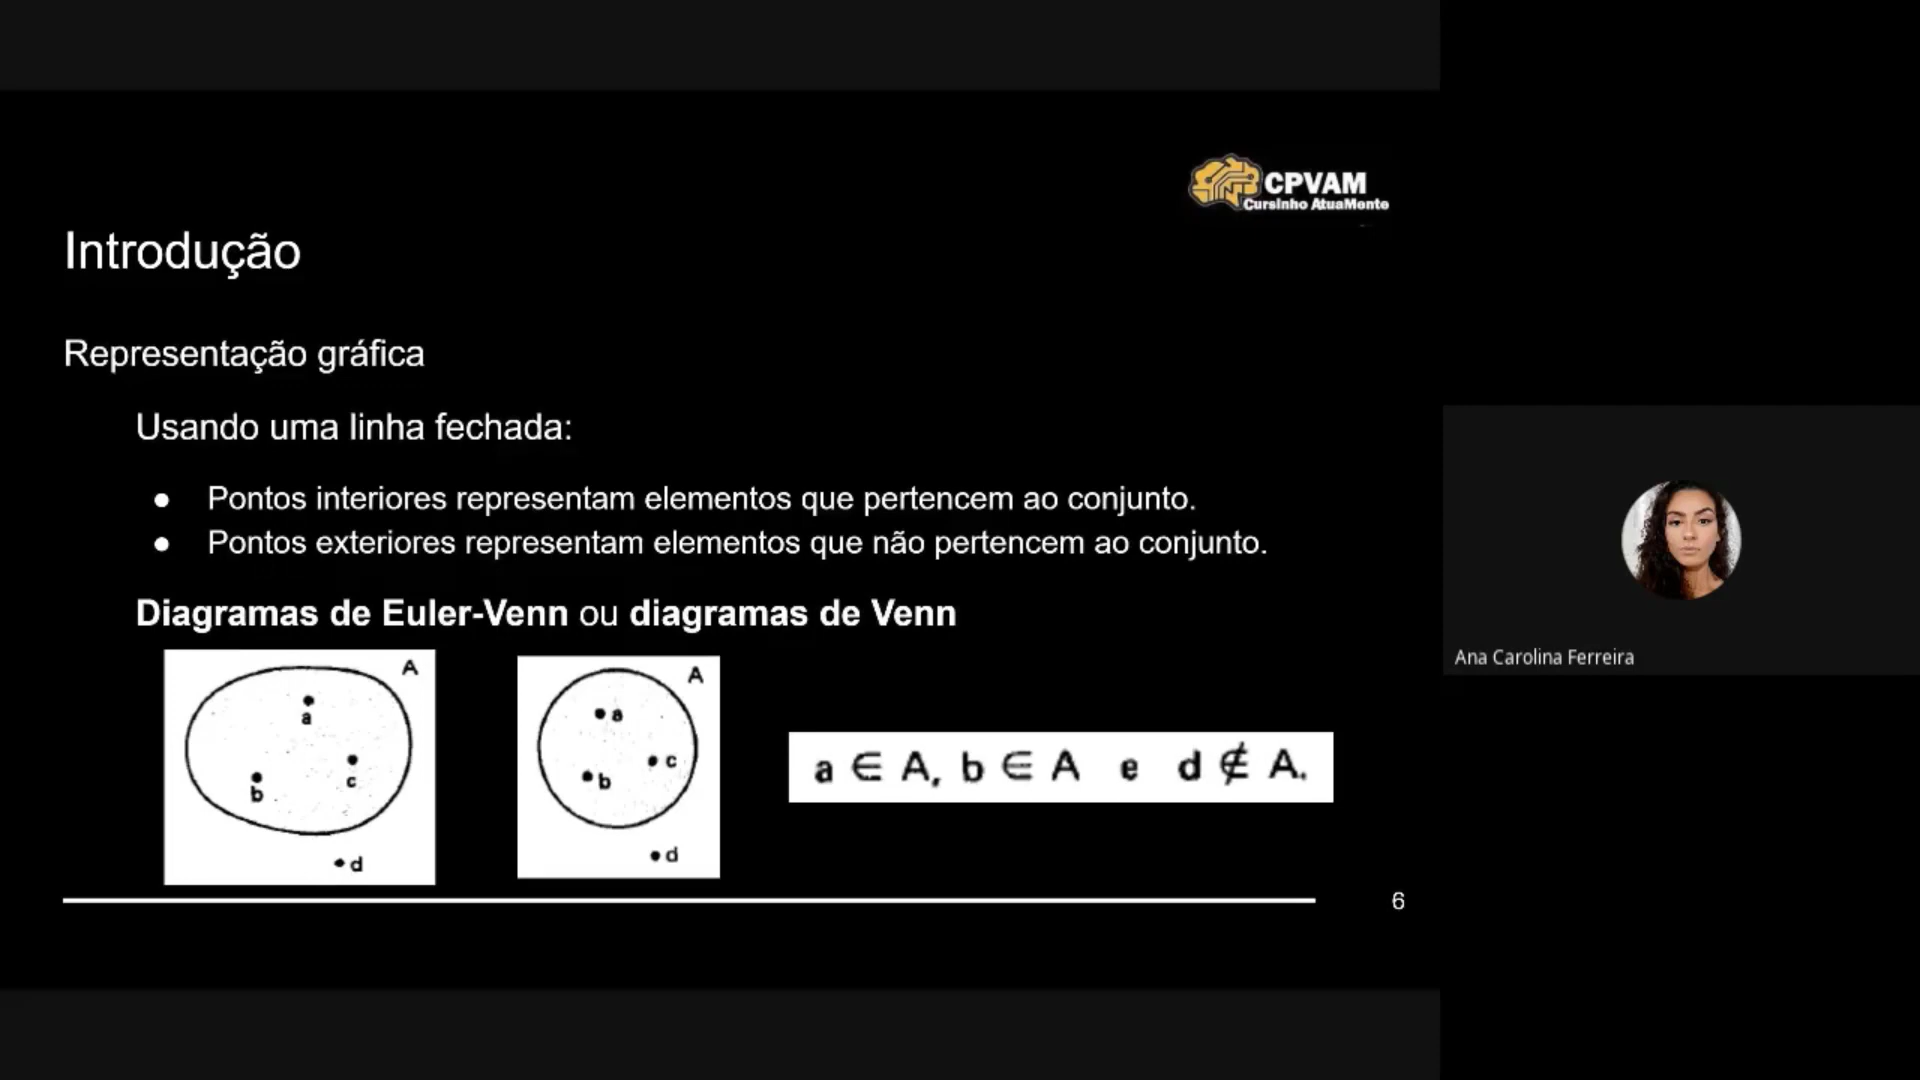 CPVAM
Cursinho AtuaMente
Introdução
Representação gráfica
Usando uma linha fechada:
● Pontos interiores representam elementos que pertencem ao conjunto.
● Pontos exteriores representam elementos que não pertencem ao conjunto.
Diagramas de Euler-Venn ou diagramas de Venn
A
a
b
c
d
A
a
b
c
d
a ∈ A, b ∈ A e d ∉ A.
6
Ana Carolina Ferreira